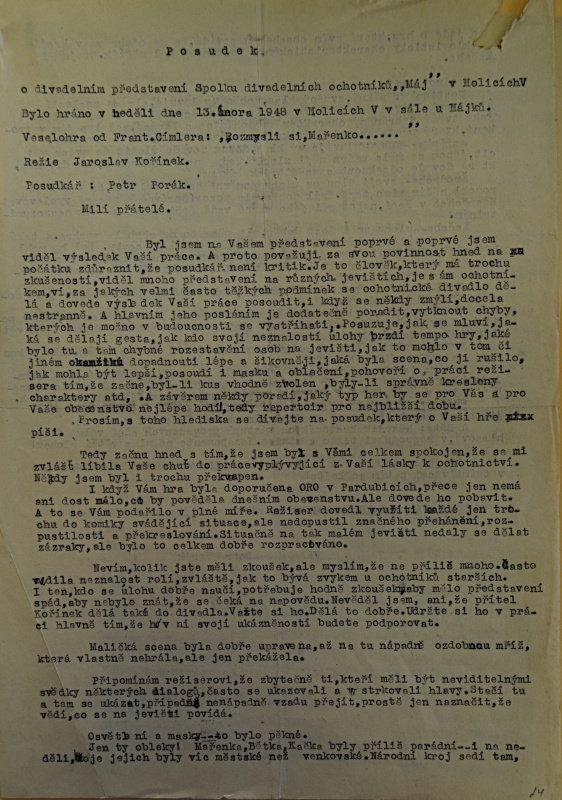 Posudek
o divadelním představení Spolku divadelních ochotníků,,Máj" v HolicíchV
Bylo hráno v neděli dne 13.února 1948 v Holicích V v sále u Hájků.
Veselohra od Frant.Cimlera: ,,Rozmysli si,Mařenko......"
Režie Jaroslav Kořínek.
Posudkář : Petr Porák.
Milí přátelé.
Byl jsem na Vašem představení poprvé a poprvé jsem
viděl výsledek Vaší práce. A proto považuji za svou povinnost hned na
počátku zdůraznit,že posudkář není kritik.Je to člověk,který má trochu
zkušeností,viděl mnoho představení na různých jevištích,je sám ochotní-
kem,ví,za jakých velmi často těžkých podmínek se ochotnické divadlo dě-
lá a dovede výsledek Vaší práce posoudit,i když se někdy zmýlí,docela
nestranně. A hlavním jeho posláním je dodatečně poradit,vytknout chyby,
kterých je možno v budoucnosti se vystříhati,.Posuzuje,jak se mluví,ja-
ká se dělají gesta,jak kdo svojí neznalostí úlohy brzdí tempo hry,jaké
bylo tu a tam chybné rozestavění osob na jevišti,jak to mohlo v tom či
jiném okamžiku dopadnouti lépe a šikovněji,jaká byla scena,co jí rušilo,
jak mohla být lepší,posoudí i masku a oblečení,pohovoří o, práci reži-
sera tím,že začne,byl-li kus vhodně zvolen ,byly-li správně kresleny
charaktery atd, .A závěrem někdy poradí,jaký typ her by se pro Vás a pro
Vaše obecenstvo nejlépe hodil,tedy repertoir pro nejbližší dobu.
Prosím,s toho hlediska se dívejte na posudek,který o Vaší hře
píši.
Tedy začnu hned s tím,že jsem byl s Vámi celkem spokojen,že se mi
zvlášť líbila Vaše chuť do prácevyplývyjící z Vaší lásky k ochotnictví.
Někdy jsem byl i trochu překvapen.
I když Vám hra byla doporučena ORO v Pardubicích,přece jen nemá
ani dost málo,co by pověděla dnešním obecenstvu.Ale dovede ho pobavit.
A to se Vám podařilo v plné míře. Režiser dovedl využíti každé jen tro-
chu do komiky svádějící situace,ale nedopustil značného přehánění,roz-
pustilosti a překreslování.Situačně na tak malém jevišti nedaly se dělat
zázraky,ale bylo to celkem dobře rozpracováno.
Nevím,kolik jste měli zkoušek,ale myslím,že ne příliš mnoho.Často
vadila neznalost rolí,zvláště,jak to bývá zvykem u ochotníků starších.
I ten,kdo se úlohu dobře naučí,potřebuje hodně zkoušek,aby mělo představení
spád,aby nebylo znát,že se čeká na nepovědu.Nevěděl jsem, ani,že přítel
Kořínek dělá také do divadla.Važte si ho.Dělá to dobře.Udržte si ho v prá-
ci hlavně tím,že ho v ní svojí ukázněností budete podporovat.
Maličká scena byla dobře upravena,až na tu nápadně ozdobnou mříž,
která vlastně nehrála,ale jen překážela.
Připomínám režiserovi,že zbytečně ti,kteří měli být neviditelnými
svědky některých dialogů,často se ukazovali a v strkovali hlavy.Stačí tu
a tam se ukázat,případně nenápadně vzadu přejít,prostě jen naznačit,že
vědí,co se na jevišti povídá.
Osvětlení a masky--to bylo pěkné.
Jen ty obleky! Mařenka,Bětka,Kačka byly příliš parádní--i na ne-
děli, jejich byly víc městské než venkovské.Národní kroj sedí tam,
14